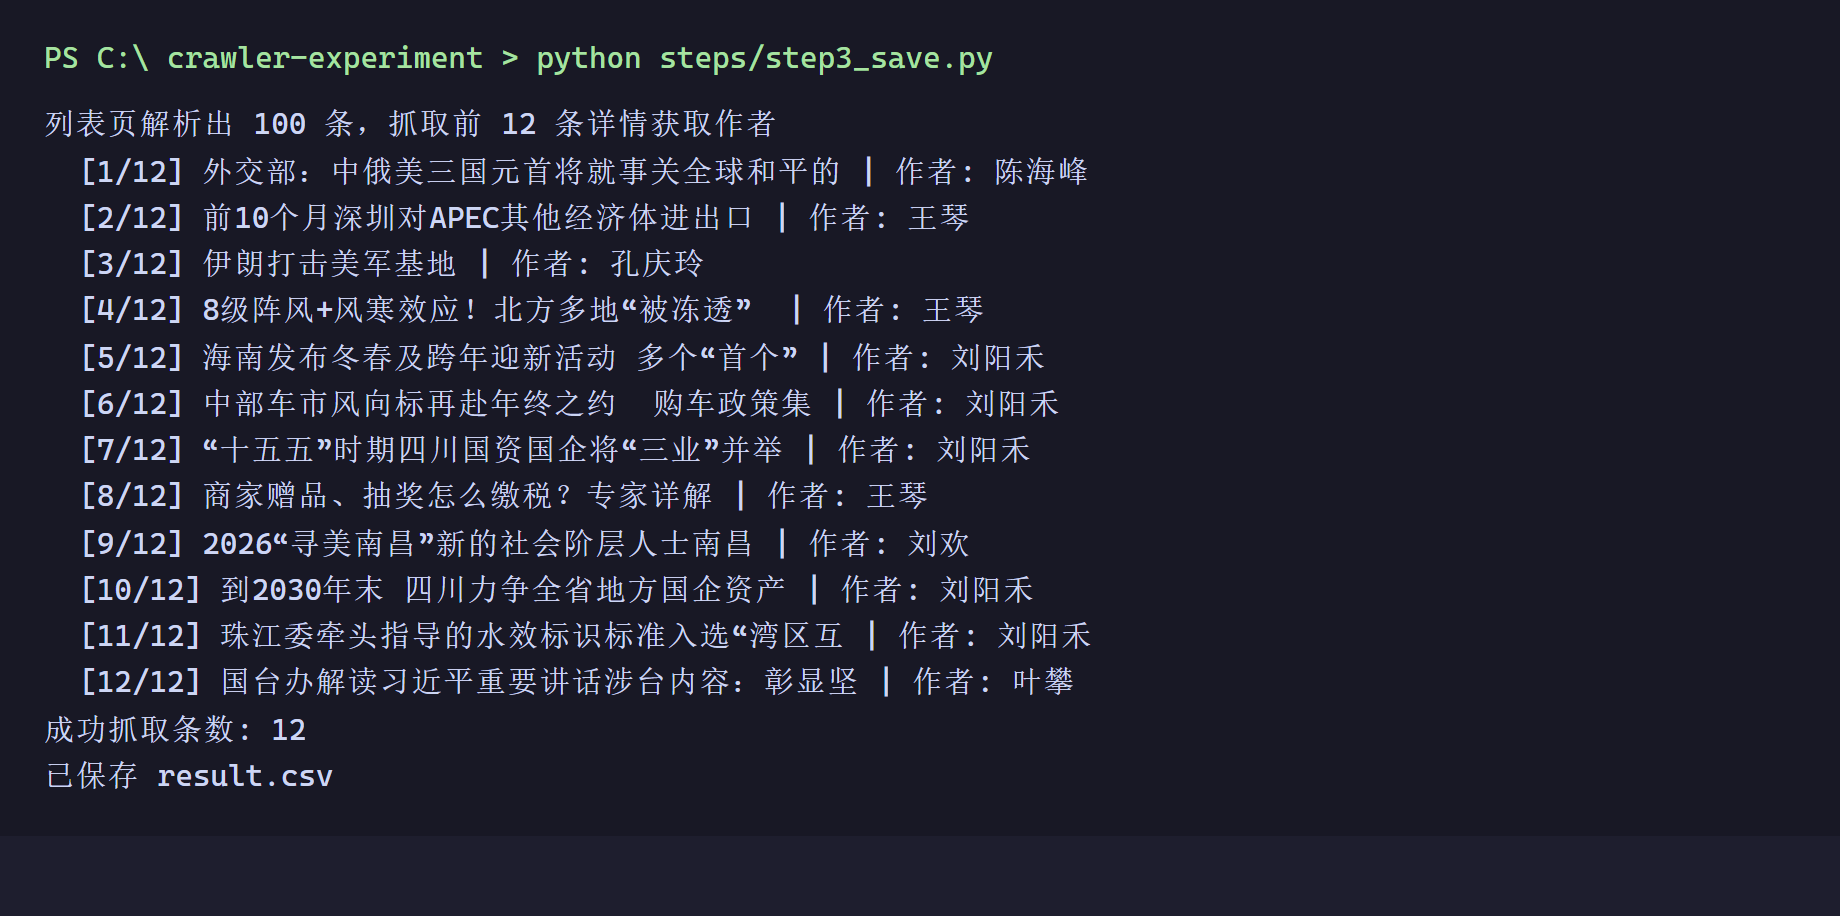 PS C:\ crawler-experiment > python steps/step3_save.py
列表页解析出 100 条，抓取前 12 条详情获取作者
[1/12] 外交部：中俄美三国元首将就事关全球和平的 | 作者: 陈海峰
[2/12] 前10个月深圳对APEC其他经济体进出口 | 作者: 王琴
[3/12] 伊朗打击美军基地 | 作者: 孔庆玲
[4/12] 8级阵风+风寒效应！北方多地“被冻透”  | 作者: 王琴
[5/12] 海南发布冬春及跨年迎新活动 多个“首个” | 作者: 刘阳禾
[6/12] 中部车市风向标再赴年终之约  购车政策集 | 作者: 刘阳禾
[7/12] “十五五”时期四川国资国企将“三业”并举 | 作者: 刘阳禾
[8/12] 商家赠品、抽奖怎么缴税？专家详解 | 作者: 王琴
[9/12] 2026“寻美南昌”新的社会阶层人士南昌 | 作者: 刘欢
[10/12] 到2030年末 四川力争全省地方国企资产 | 作者: 刘阳禾
[11/12] 珠江委牵头指导的水效标识标准入选“湾区互 | 作者: 刘阳禾
[12/12] 国台办解读习近平重要讲话涉台内容：彰显坚 | 作者: 叶攀
成功抓取条数: 12
已保存 result.csv